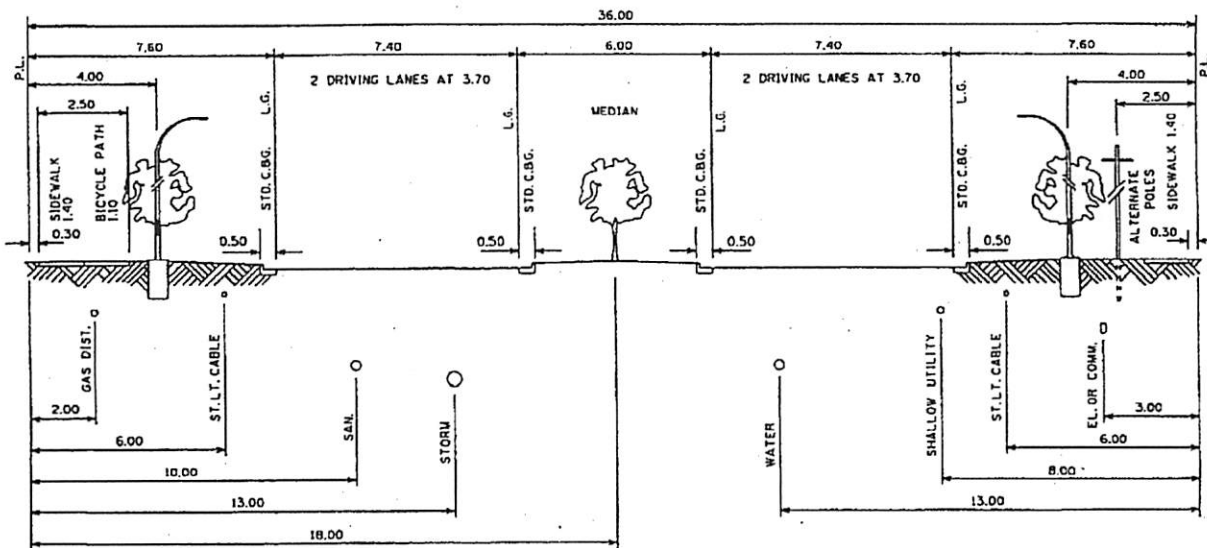 36.00
7.60
7.40
6.00
7.40
7.60
P.L.
4.00
2 DRIVING LANES AT 3.70
L.G.
L.G.
MEDIAN
L.G.
2 DRIVING LANES AT 3.70
L.G.
4.00
P.L.
2.50
2.50
SIDEWALK
1.40
BICYCLE PATH
1.10
STD. C.BG.
STD. C.BG.
STD. C.BG.
STD. C.BG.
ALTERNATE
POLES
SIDEWALK 1.40
0.30
0.50
0.50
0.50
0.50
0.30
GAS DIST.
ST.LT. CABLE
SAN.
STORM
WATER
SHALLOW UTILITY
ST.LT. CABLE
EL. OR COMM.
2.00
3.00
6.00
6.00
10.00
8.00
13.00
13.00
18.00